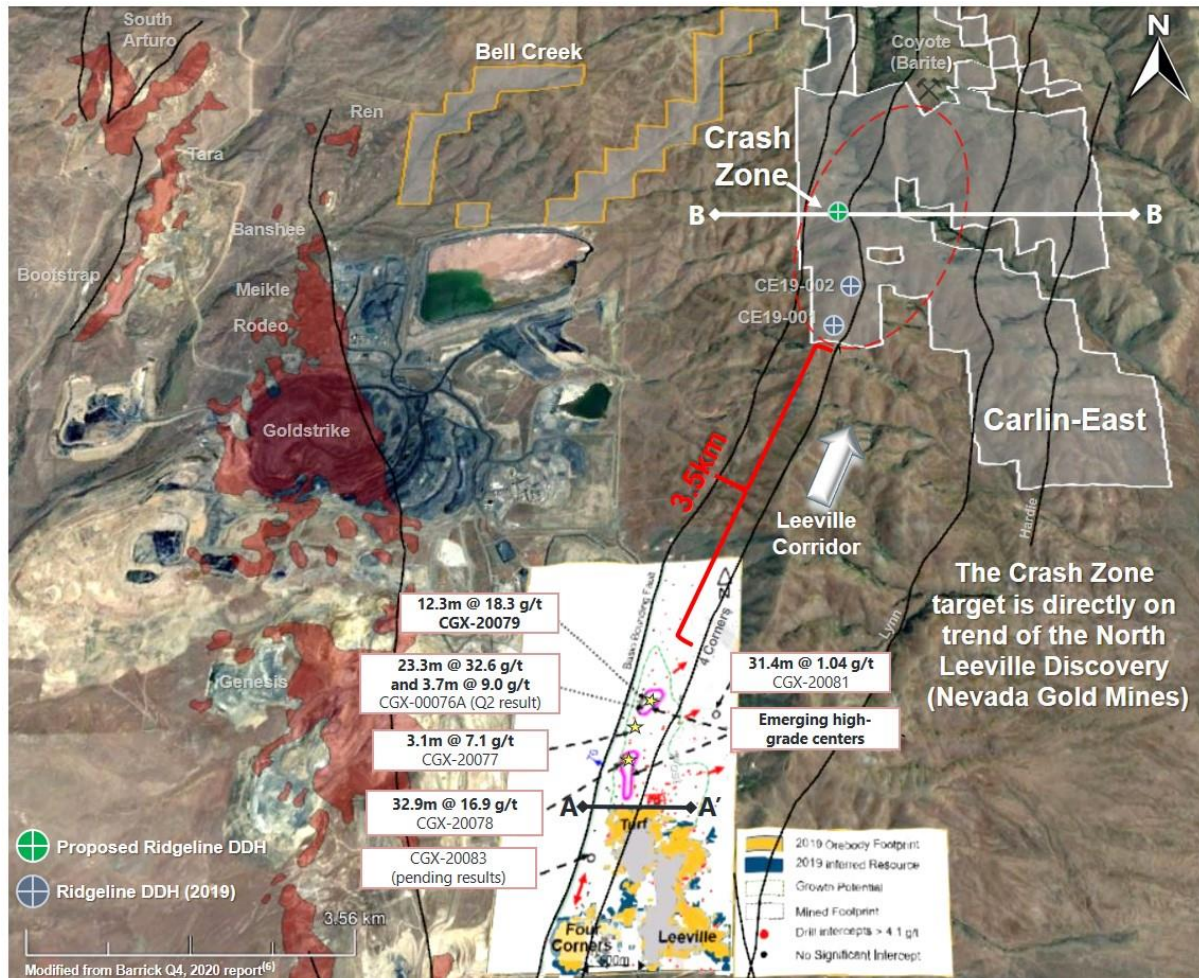 South
Arturo
Bell Creek
Coyote
(Barite)
N
Ren
Tara
Crash
Zone
B
B
Banshee
Bootstrap
Meikle
Rodeo
CE19-002
CE19-001
Goldstrike
Carlin-East
3.5km
Leeville
Corridor
Hardie
Lynn
The Crash Zone
target is directly on
trend of the North
Leeville Discovery
(Nevada Gold Mines)
12.3m @ 18.3 g/t
CGX-20079
23.3m @ 32.6 g/t
and 3.7m @ 9.0 g/t
CGX-00076A (Q2 result)
3.1m @ 7.1 g/t
CGX-20077
32.9m @ 16.9 g/t
CGX-20078
CGX-20083
(pending results)
31.4m @ 1.04 g/t
CGX-20081
Emerging high-
grade centers
Bounding Fault
4 Corners
N
Genesis
A
A’
Turf
Four
Corners
Leeville
2019 Orebody Footprint
2019 Inferred Resource
Growth Potential
Mined Footprint
Drill intercepts > 4.1 g/t
No Significant Intercept
Proposed Ridgeline DDH
Ridgeline DDH (2019)
3.56 km
Modified from Barrick Q4, 2020 report(6)